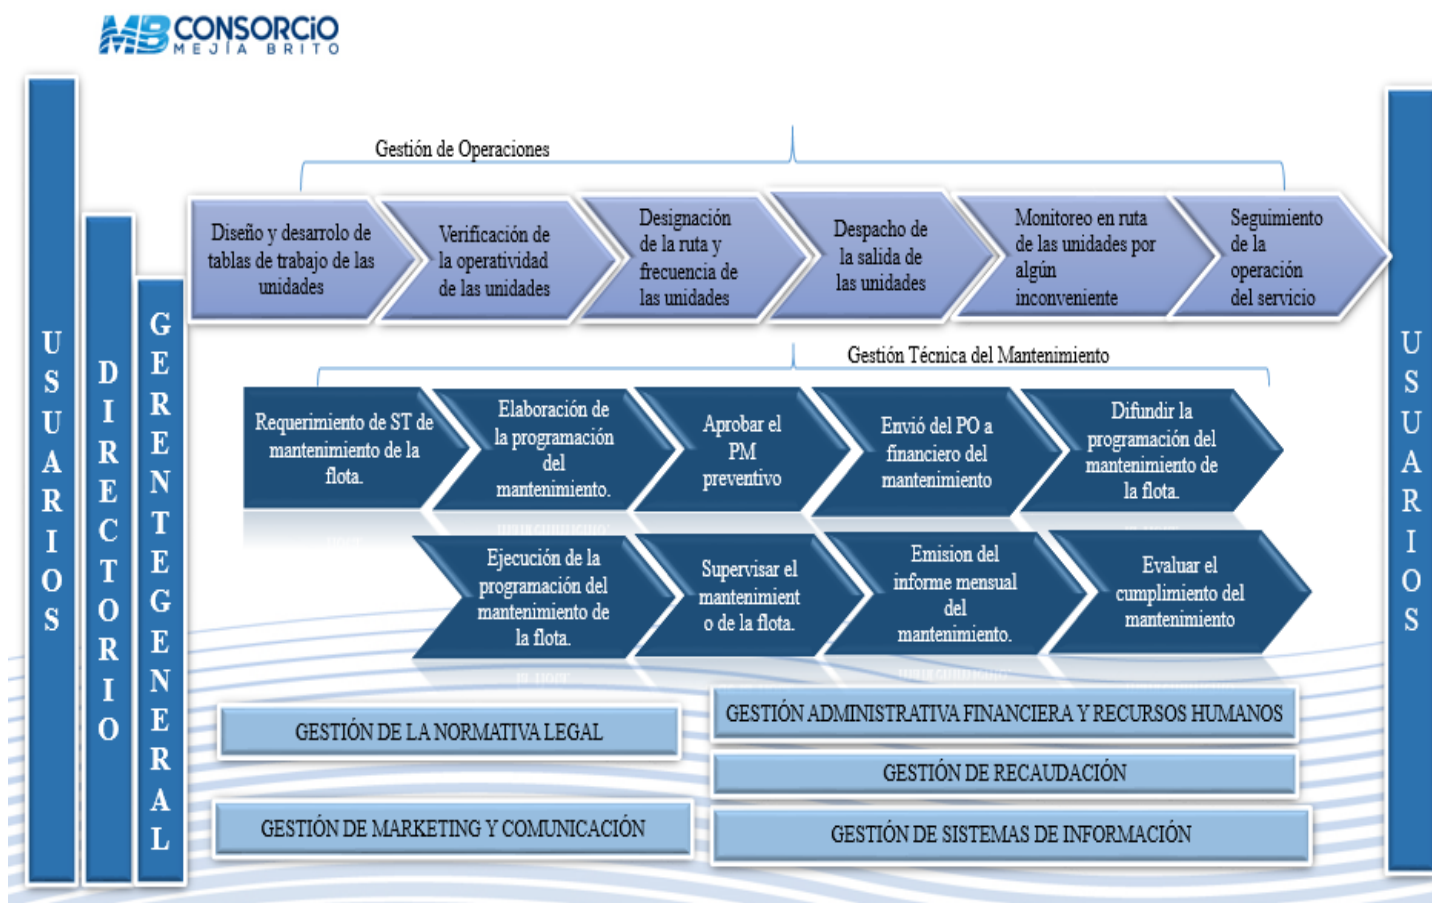 MB CONSORCIO
MEJÍA BRITO
USUARIOS
DIRECTORIO
GERENTEGENERAL
Gestión de Operaciones
Diseño y desarrolo de
tablas de trabajo de las
unidades
Verificación de
la operatividad
de las unidades
Designación
de la ruta y
frecuencia de
las unidades
Despacho de
la salida de
las unidades
Monitoreo en ruta
de las unidades por
algún
inconveniente
Seguimiento
de la
operación
del servicio
Gestión Técnica del Mantenimiento
Requerimiento de ST de
mantenimiento de la
flota.
Elaboración de
la programación
del
mantenimiento.
Aprobar el
PM
preventivo
Envió del PO a
financiero del
mantenimiento
Difundir la
programación del
mantenimiento de
la flota.
Ejecución de la
programación del
mantenimiento de
la flota.
Supervisar el
mantenimient
o de la flota.
Emision del
informe mensual
del
mantenimiento.
Evaluar el
cumplimiento del
mantenimiento
GESTIÓN DE LA NORMATIVA LEGAL
GESTIÓN ADMINISTRATIVA FINANCIERA Y RECURSOS HUMANOS
GESTIÓN DE RECAUDACIÓN
GESTIÓN DE MARKETING Y COMUNICACIÓN
GESTIÓN DE SISTEMAS DE INFORMACIÓN
USUARIOS